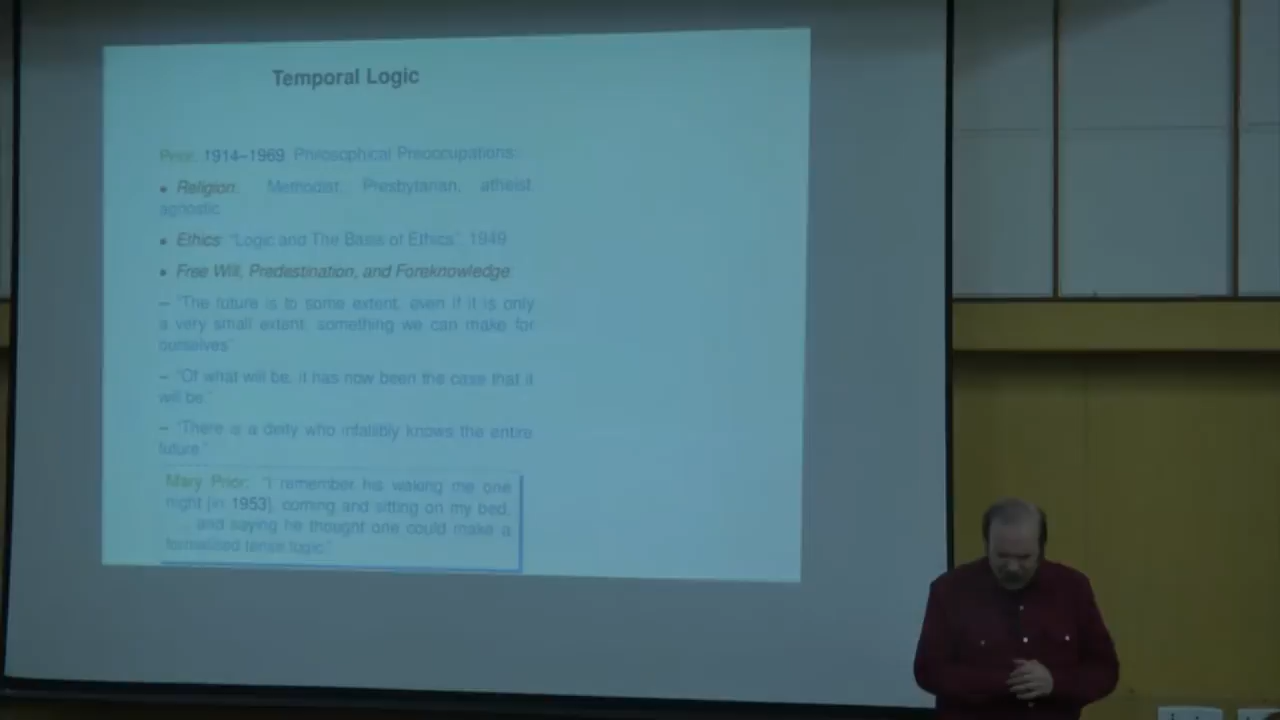 Temporal Logic
Prior: 1914–1969 Philosophical Preoccupations:
• Religion: Methodist, Presbytarian, atheist,
agnostic
• Ethics: "Logic and The Basis of Ethics", 1949
• Free Will, Predestination, and Foreknowledge:
– "The future is to some extent, even if it is only
a very small extent, something we can make for
ourselves"
– "Of what will be, it has now been the case that it
will be."
– "There is a deity who infallibly knows the entire
future."
Mary Prior: "I remember his waking me one
night [in 1953], coming and sitting on my bed,
... and saying he thought one could make a
formalised tense logic"